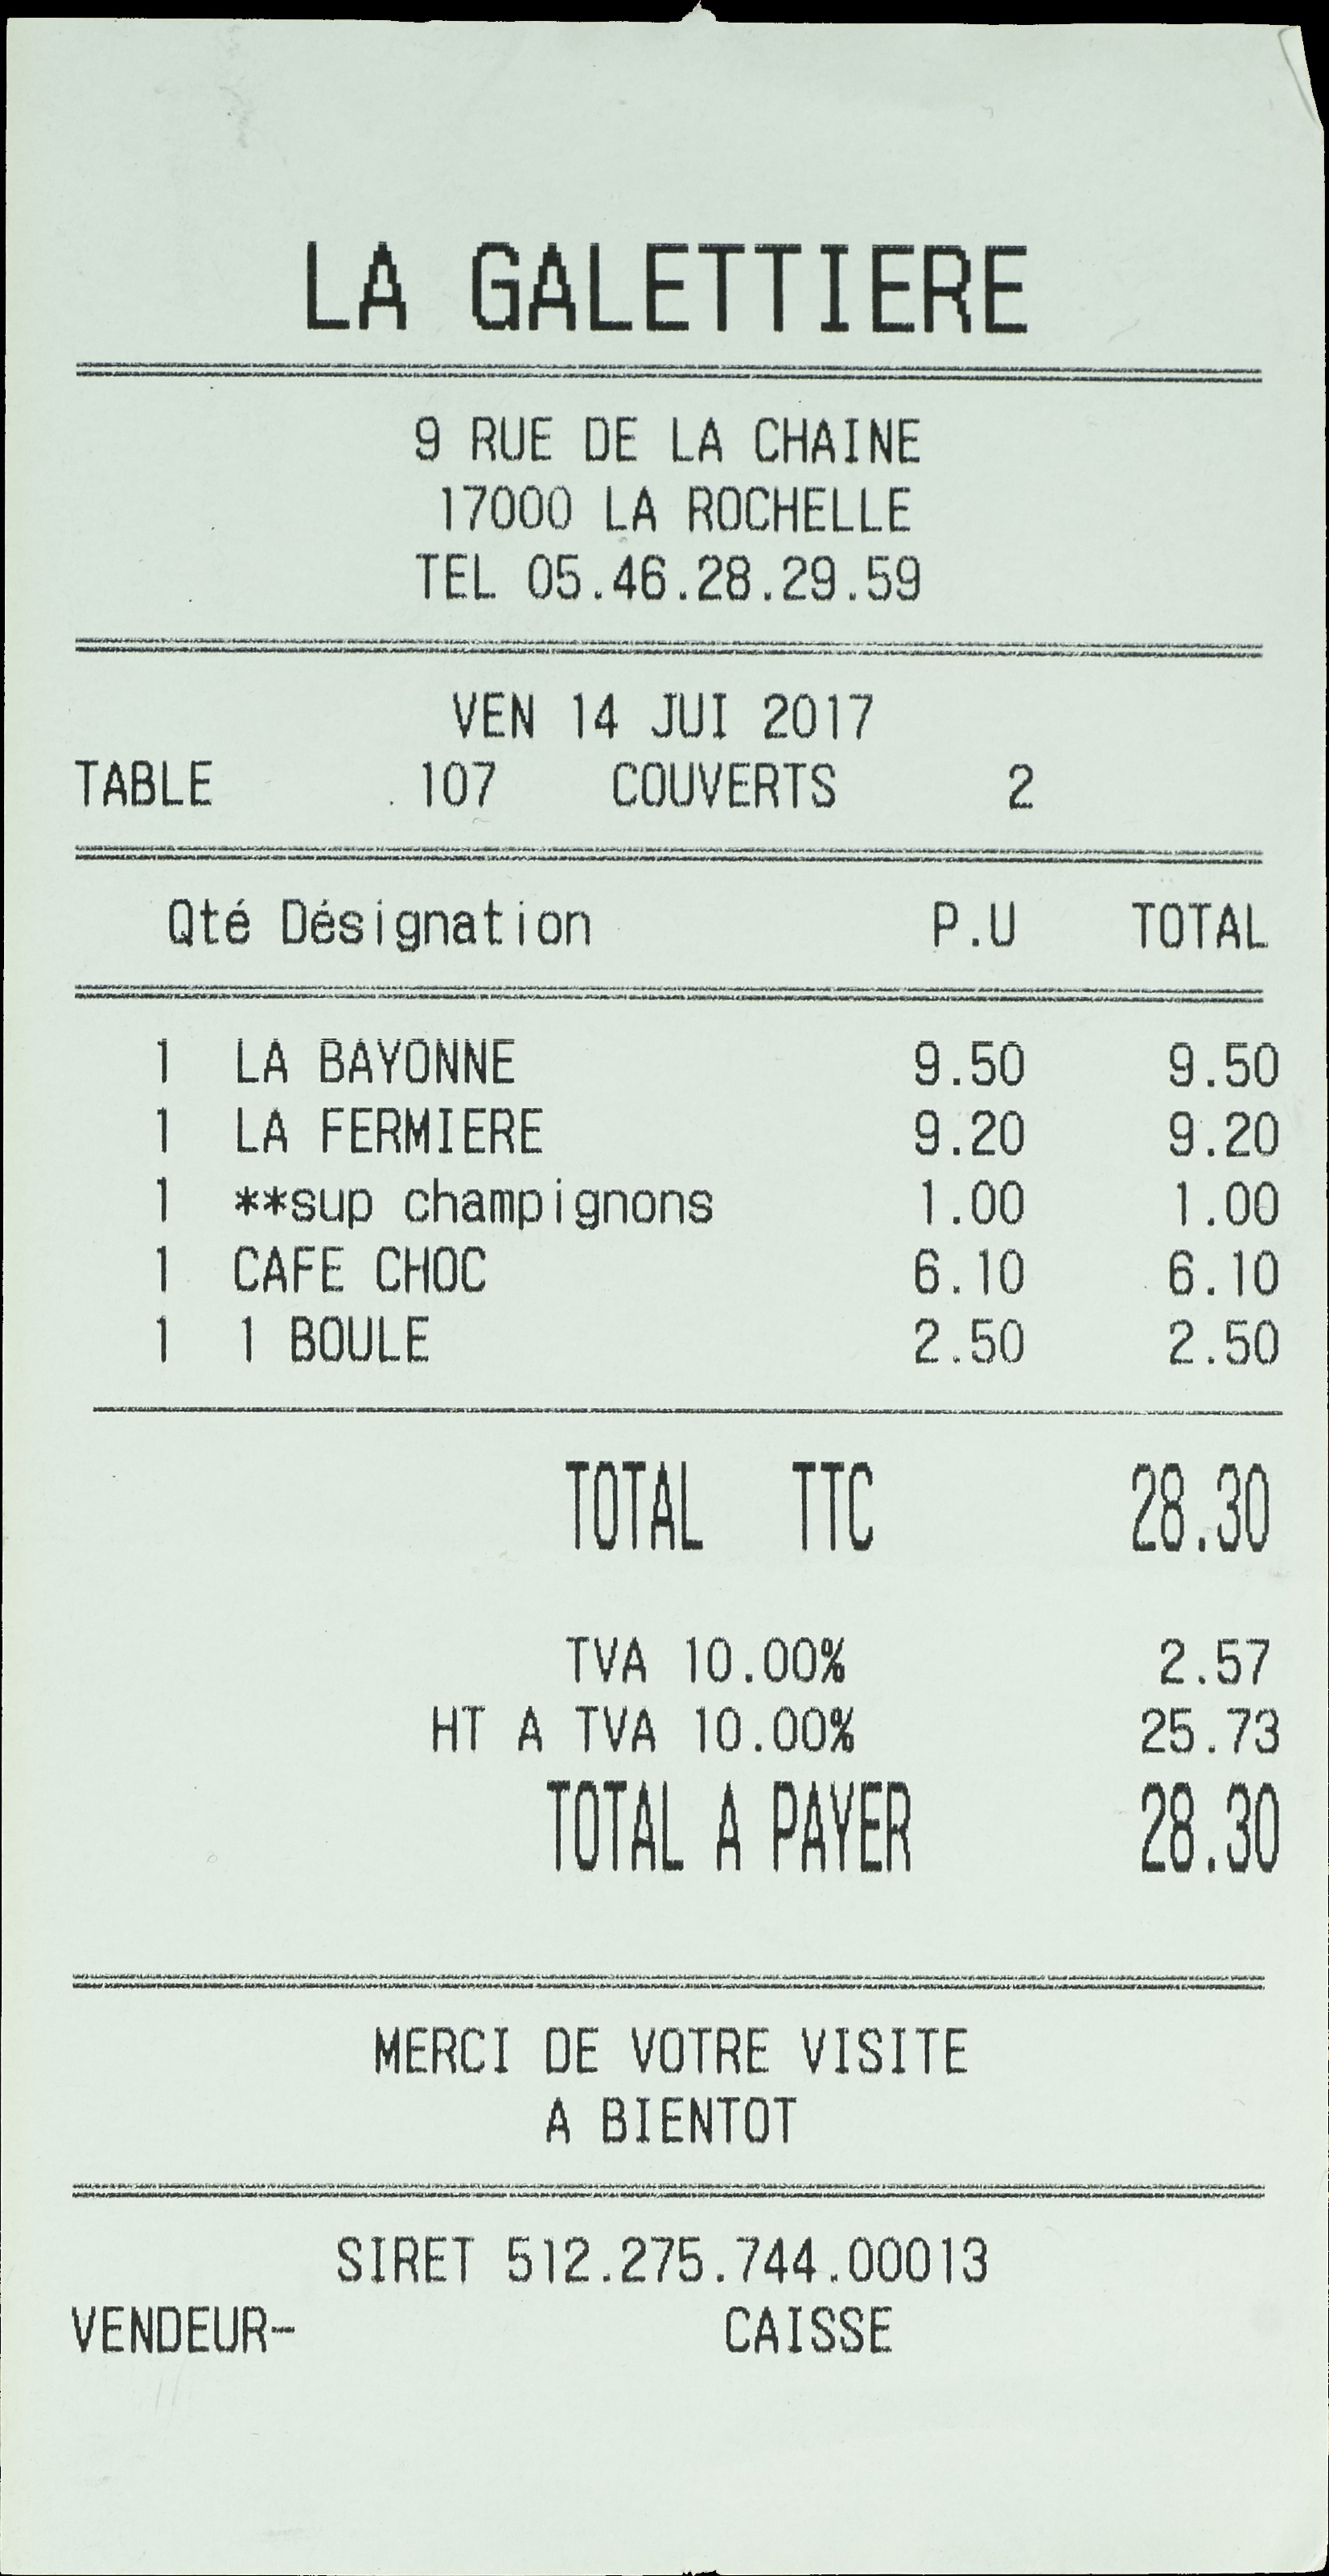 LA GALETTIERE
9 RUE DE LA CHAINE
17000 LA ROCHELLE
TEL 05.46.28.29.59
VEN 14 JUI 2017
TABLE 107 COUVERTS 2
Qté Désignation P.U TOTAL
1 LA BAYONNE 9.50 9.50
1 LA FERMIERE 9.20 9.20
1 **sup champignons 1.00 1.00
1 CAFE CHOC 6.10 6.10
1 1 BOULE 2.50 2.50
TOTAL TTC 28.30
TVA 10.00% 2.57
HT A TVA 10.00% 25.73
TOTAL A PAYER 28.30
MERCI DE VOTRE VISITE
A BIENTOT
SIRET 512.275.744.00013
VENDEUR- CAISSE